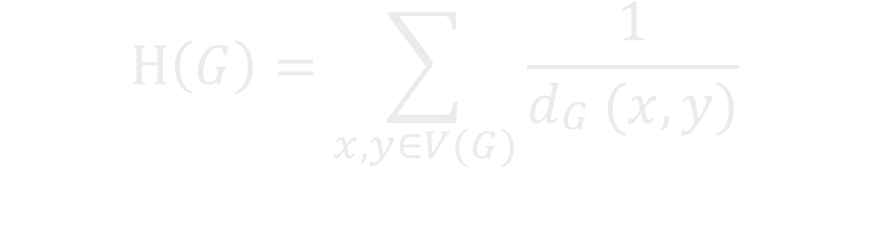 H(G) = ∑_{x,y∈V(G)} 1 / d_G (x, y)